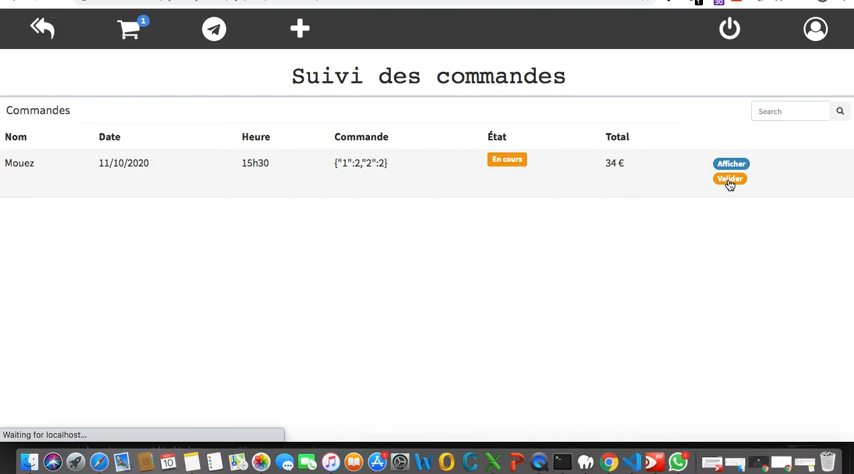 1
Suivi des commandes
Commandes
Search
Nom Date Heure Commande État Total
Mouez 11/10/2020 15h30 {"1":2,"2":2} En cours 34 € Afficher
Valider
Waiting for localhost...